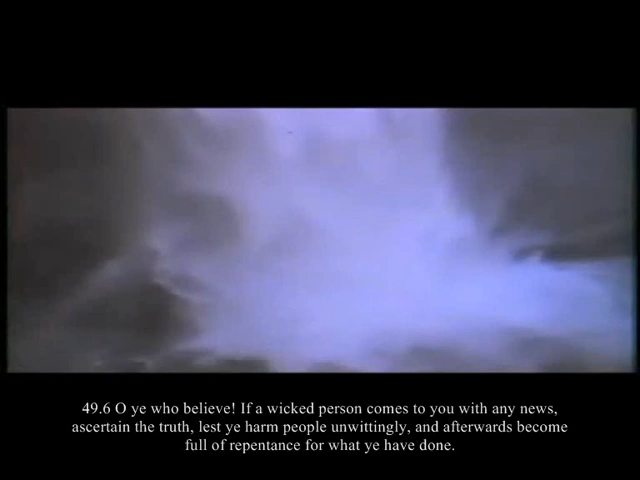 49.6 O ye who believe! If a wicked person comes to you with any news,
ascertain the truth, lest ye harm people unwittingly, and afterwards become
full of repentance for what ye have done.